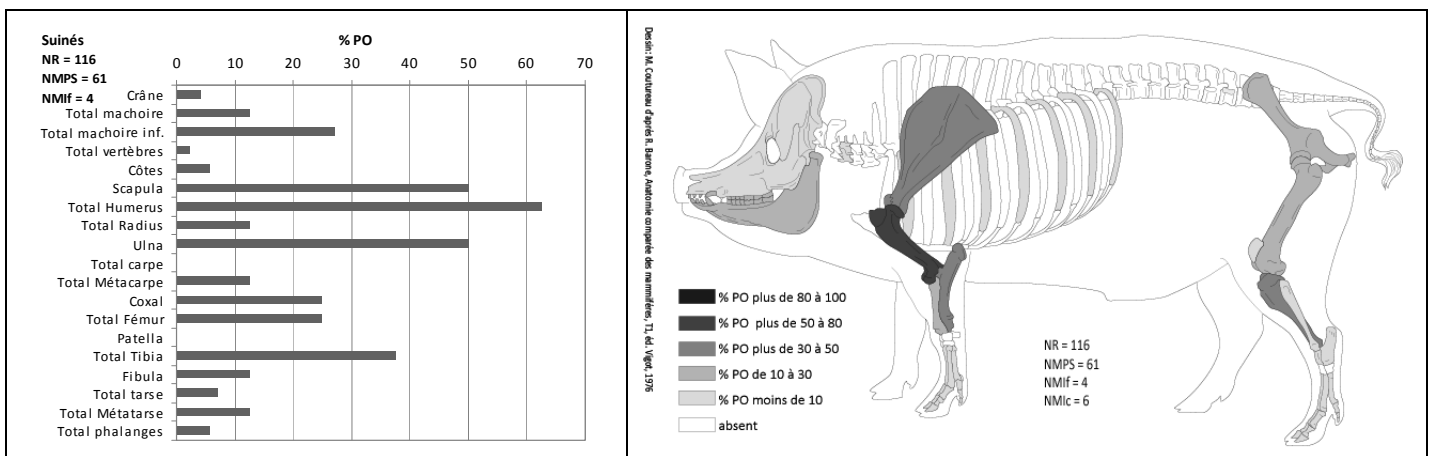 Suinés
NR = 116
NMPS = 61
NMIf = 4
% PO
0 10 20 30 40 50 60 70
Crâne
Total machoire
Total machoire inf.
Total vertèbres
Côtes
Scapula
Total Humerus
Total Radius
Ulna
Total carpe
Total Métacarpe
Coxal
Total Fémur
Patella
Total Tibia
Fibula
Total tarse
Total Métatarse
Total phalanges
Dessin: M. Coutureau d'après R. Barone, Anatomie comparée des mammifères, T1, éd. Vigot, 1976
% PO plus de 80 à 100
% PO plus de 50 à 80
% PO plus de 30 à 50
% PO de 10 à 30
% PO moins de 10
absent
NR = 116
NMPS = 61
NMIf = 4
NMIc = 6